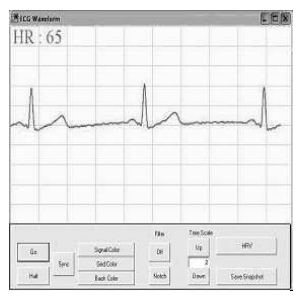 ECG Waveform
HR : 65
Filter
Time Scale
Go
Halt
Sync
Signal Color
Grid Color
Back Color
Off
Notch
Up
2
Down
HRV
Save Snapshot